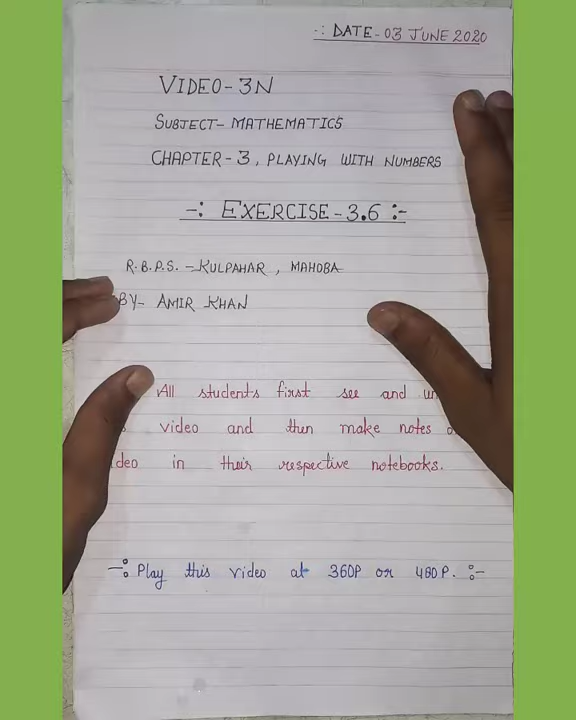 .: DATE-03 JUNE 2020
VIDEO-3N
SUBJECT- MATHEMATICS
CHAPTER-3, PLAYING WITH NUMBERS
-: EXERCISE-3.6 :-
R.B.P.S. - KULPAHAR, MAHOBA
BY- AMIR KHAN
All students first see and
video and then make notes
in their respective notebooks.
-: Play this video at 360P or 480P. :-